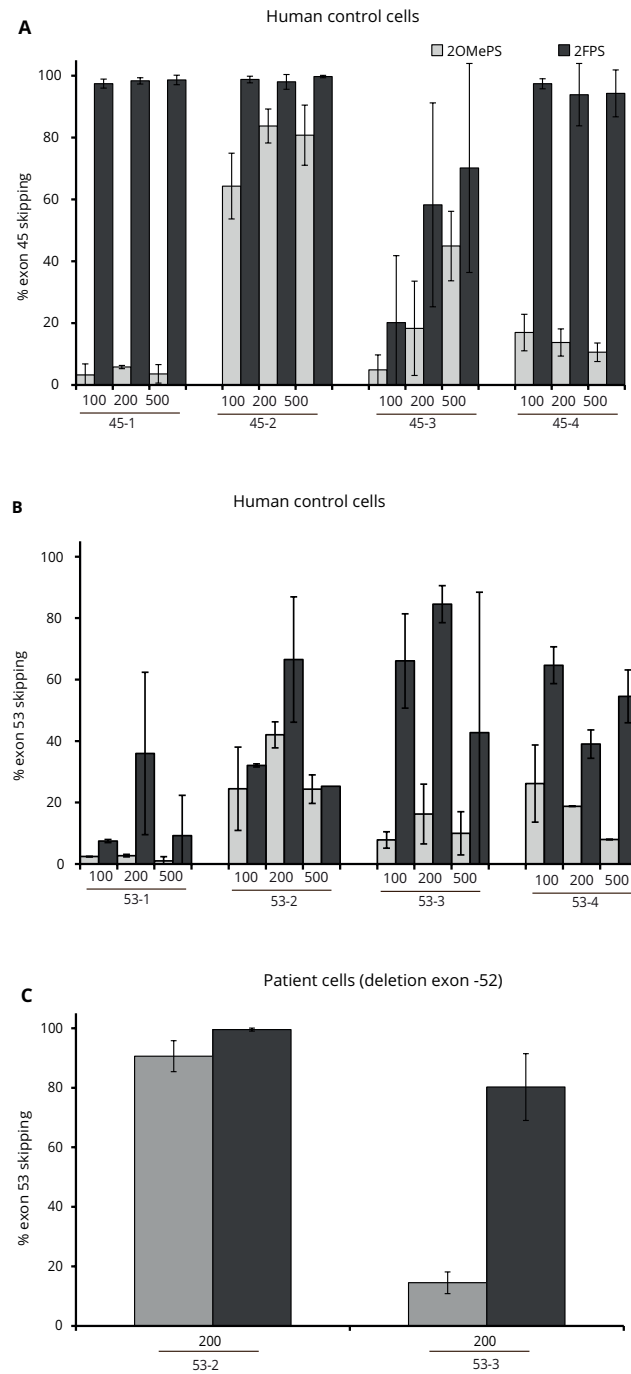 A
Human control cells
2OMePS 2FPS
% exon 45 skipping
100
80
60
40
20
0
100 200 500 100 200 500 100 200 500 100 200 500
45-1 45-2 45-3 45-4
B
Human control cells
% exon 53 skipping
100
80
60
40
20
0
100 200 500 100 200 500 100 200 500 100 200 500
53-1 53-2 53-3 53-4
C
Patient cells (deletion exon -52)
% exon 53 skipping
100
80
60
40
20
0
200 200
53-2 53-3